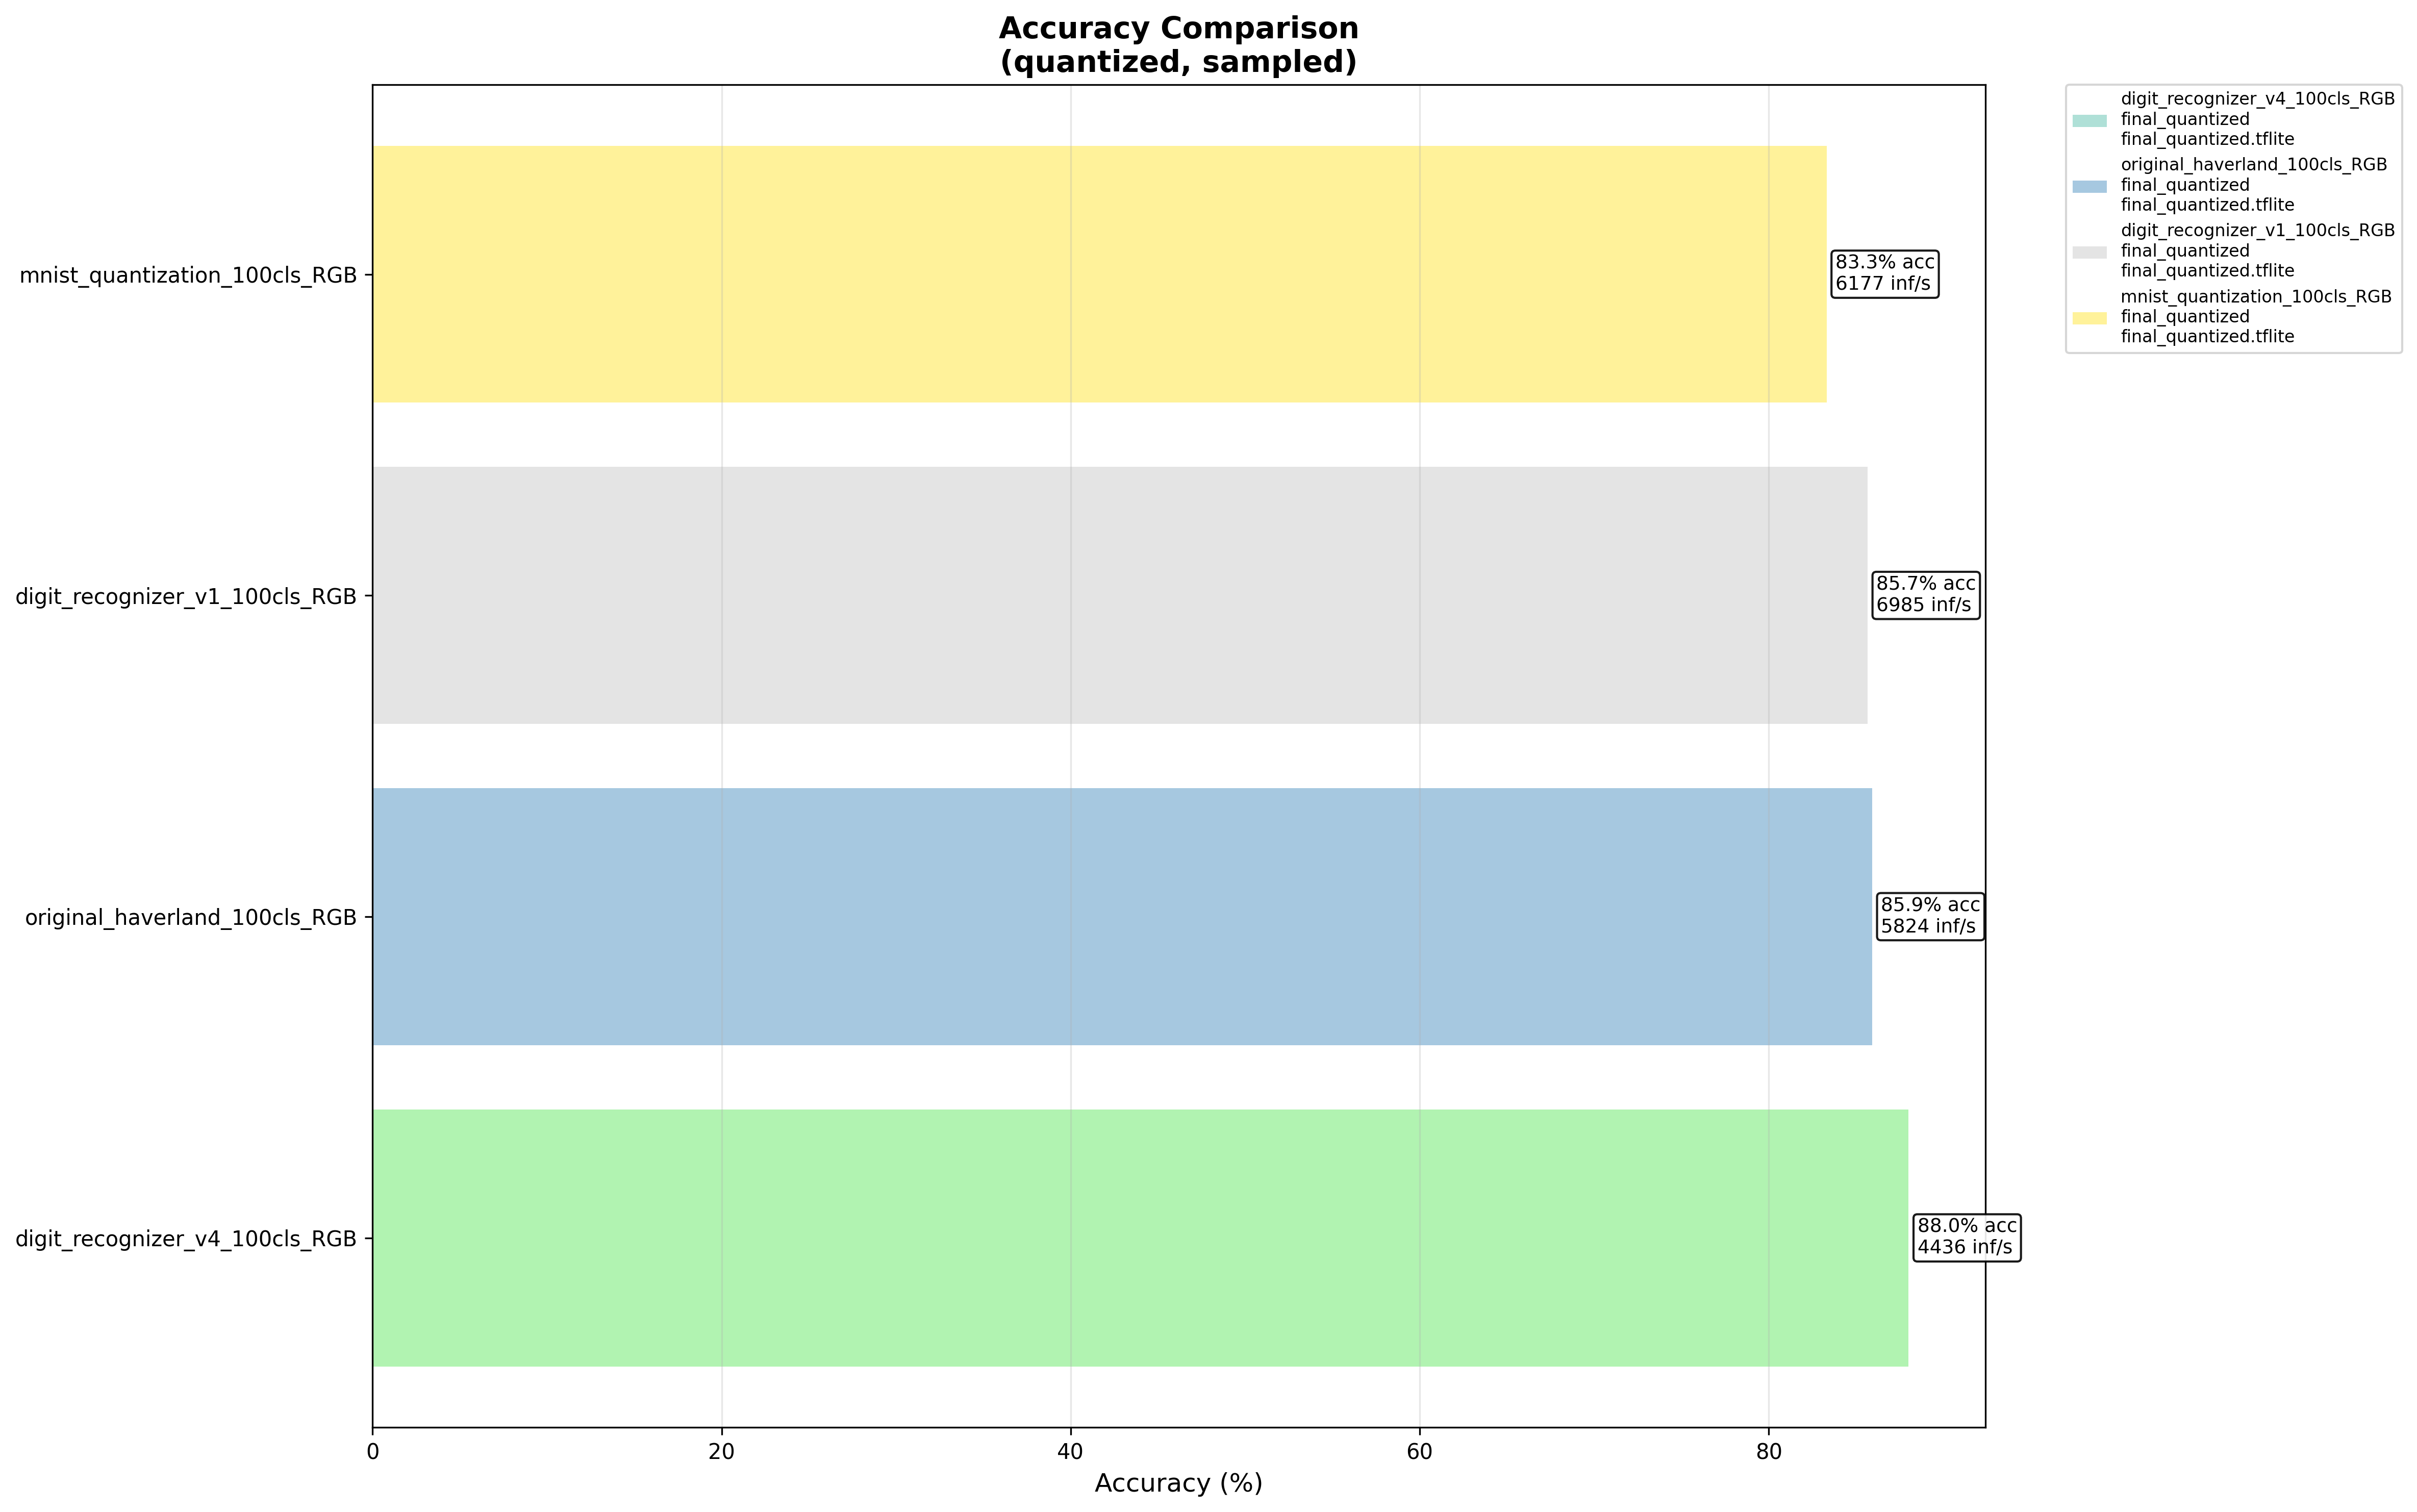 Accuracy Comparison
(quantized, sampled)
mnist_quantization_100cls_RGB
83.3% acc
6177 inf/s
digit_recognizer_v1_100cls_RGB
85.7% acc
6985 inf/s
original_haverland_100cls_RGB
85.9% acc
5824 inf/s
digit_recognizer_v4_100cls_RGB
88.0% acc
4436 inf/s
0
20
40
60
80
Accuracy (%)
digit_recognizer_v4_100cls_RGB
final_quantized
final_quantized.tflite
original_haverland_100cls_RGB
final_quantized
final_quantized.tflite
digit_recognizer_v1_100cls_RGB
final_quantized
final_quantized.tflite
mnist_quantization_100cls_RGB
final_quantized
final_quantized.tflite